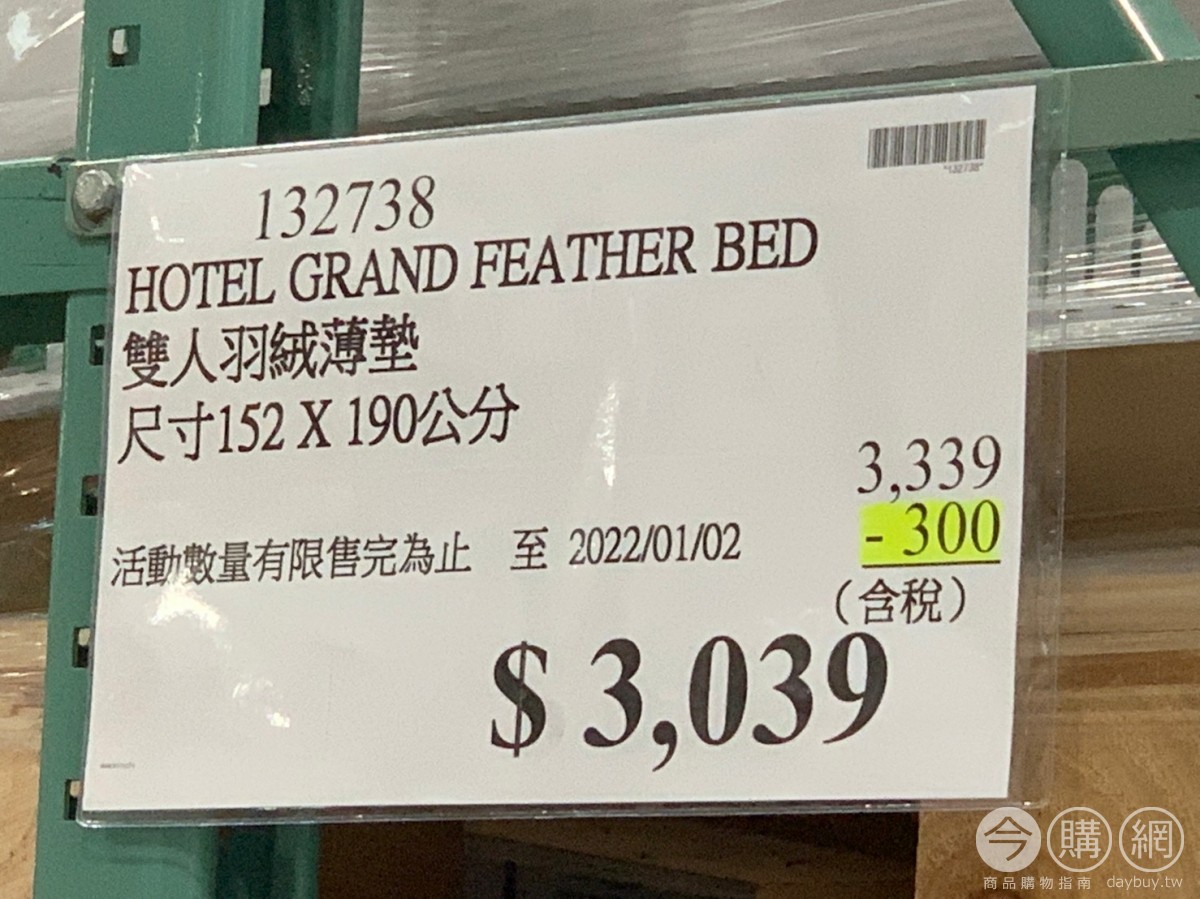 *132738*
132738
HOTEL GRAND FEATHER BED
雙人羽絨薄墊
尺寸152 X 190公分
3,339
- 300
活動數量有限售完為止 至 2022/01/02
(含稅)
$ 3,039
今購網
商品購物指南 daybuy.tw